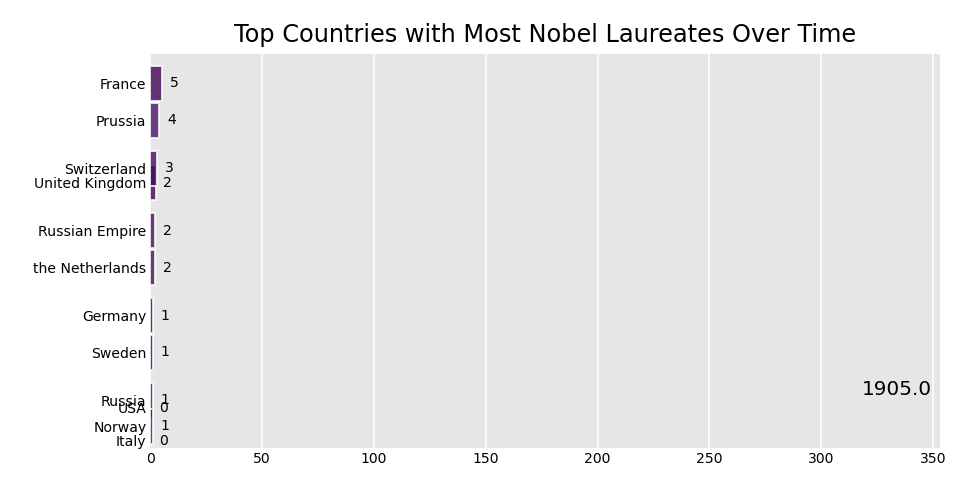 Top Countries with Most Nobel Laureates Over Time
France 5
Prussia 4
Switzerland 3
United Kingdom 2
Russian Empire 2
the Netherlands 2
Germany 1
Sweden 1
1905.0
Russia 1
USA 0
Norway 1
Italy 0
0 50 100 150 200 250 300 350